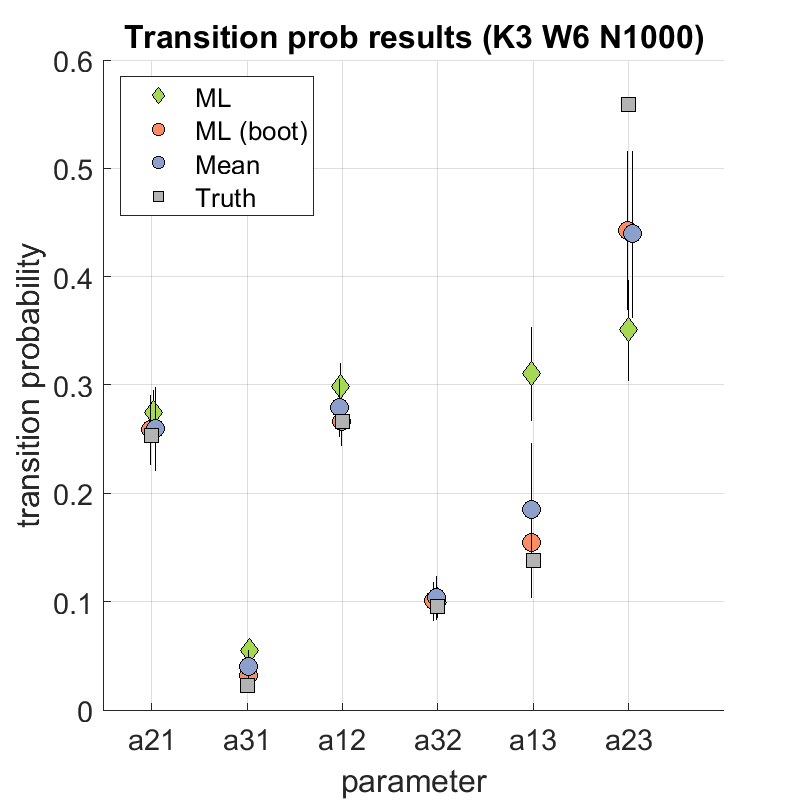 Transition prob results (K3 W6 N1000)
ML
ML (boot)
Mean
Truth
0.6
0.5
0.4
0.3
0.2
0.1
0
transition probability
a21 a31 a12 a32 a13 a23
parameter